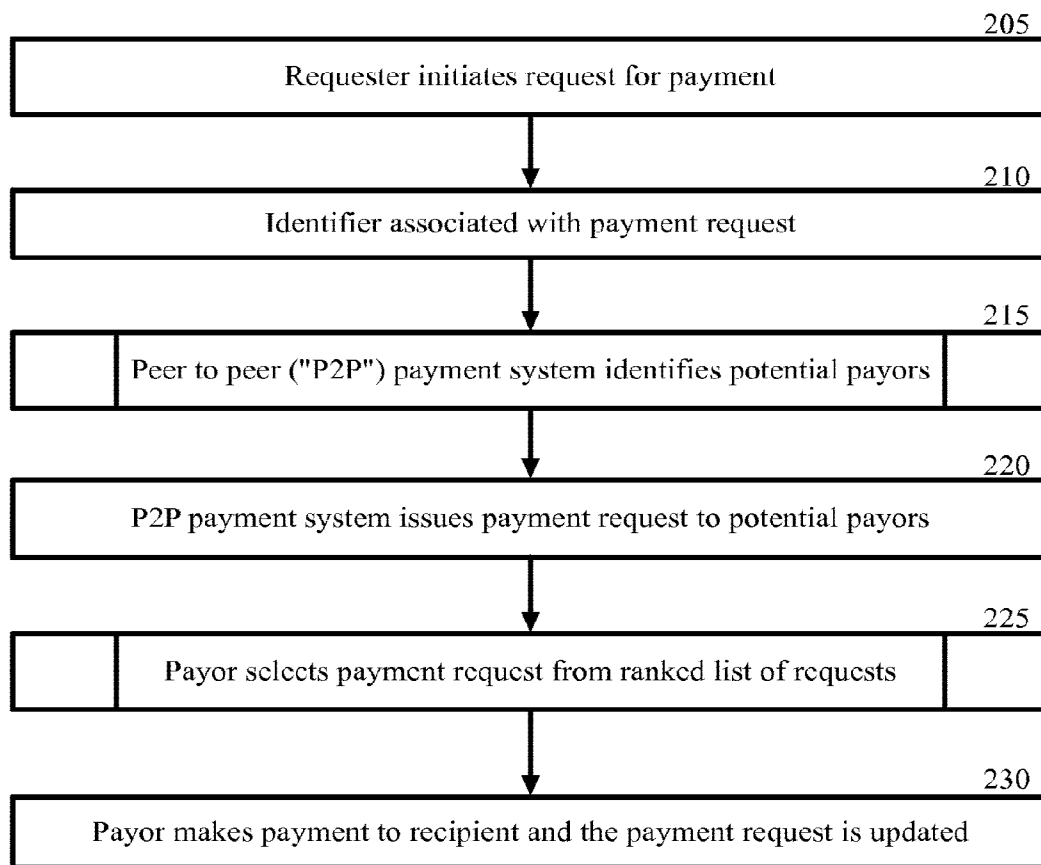 205
Requester initiates request for payment
210
Identifier associated with payment request
215
Peer to peer ("P2P") payment system identifies potential payors
220
P2P payment system issues payment request to potential payors
225
Payor selects payment request from ranked list of requests
230
Payor makes payment to recipient and the payment request is updated